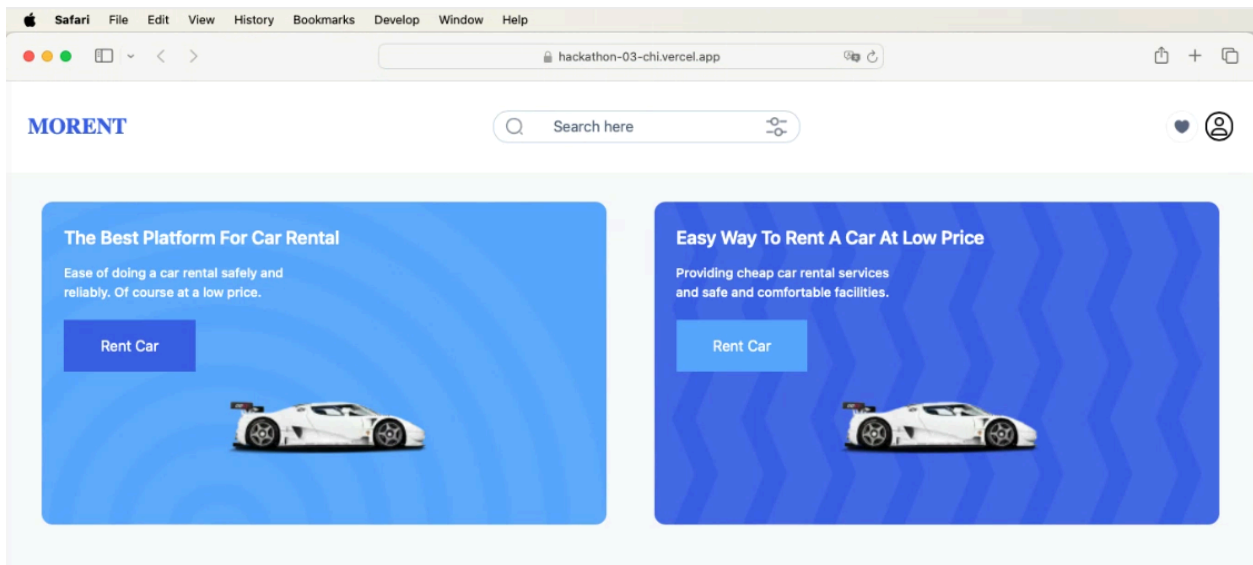 Safari File Edit View History Bookmarks Develop Window Help
hackathon-03-chi.vercel.app
MORENT
Search here
The Best Platform For Car Rental
Ease of doing a car rental safely and
reliably. Of course at a low price.
Rent Car
Easy Way To Rent A Car At Low Price
Providing cheap car rental services
and safe and comfortable facilities.
Rent Car